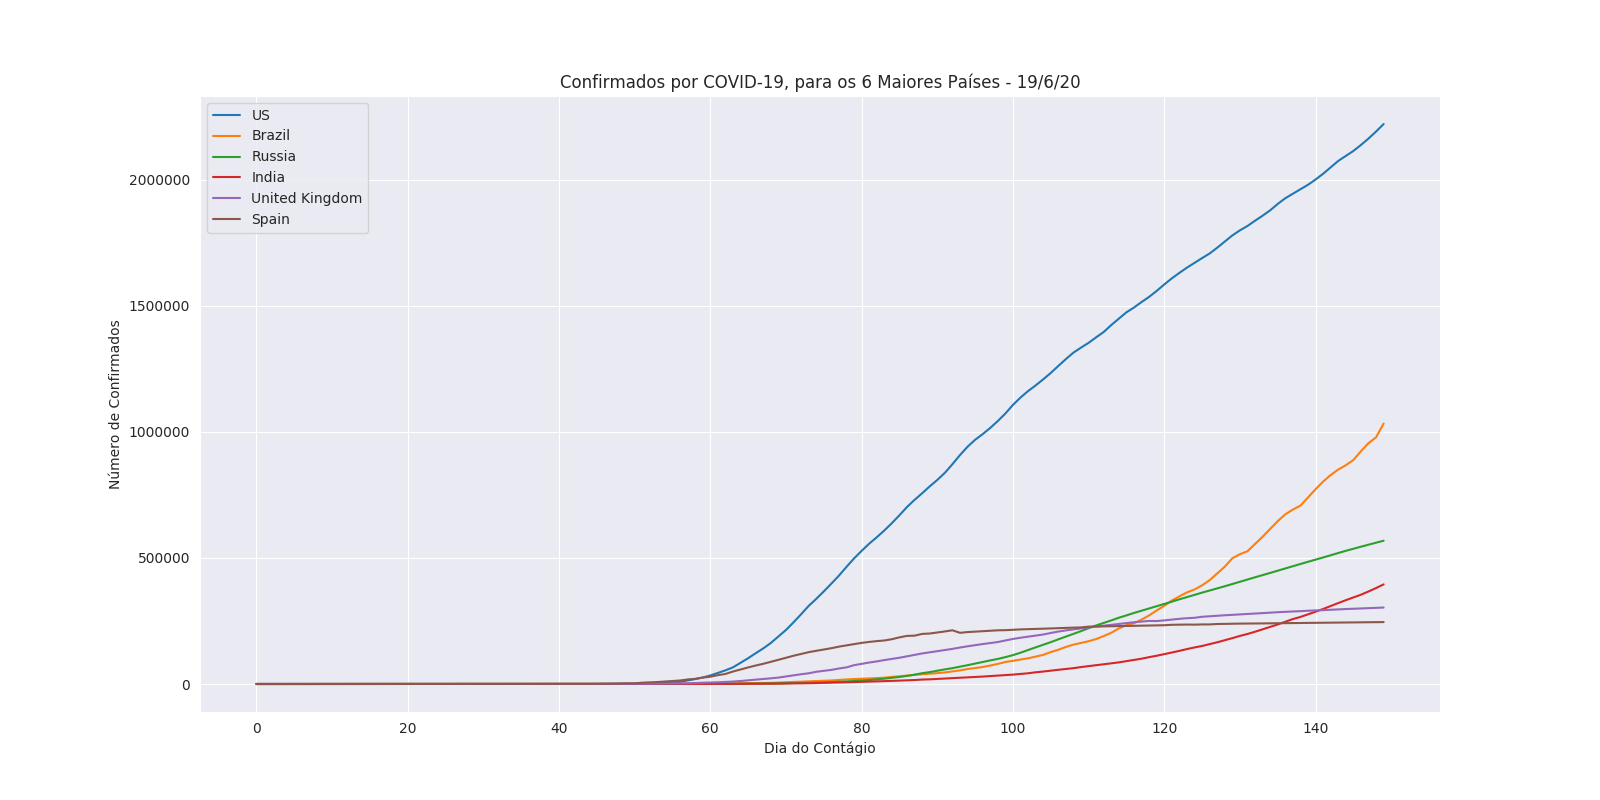 Confirmados por COVID-19, para os 6 Maiores Países - 19/6/20
US
Brazil
Russia
India
United Kingdom
Spain
Número de Confirmados
2000000
1500000
1000000
500000
0
0 20 40 60 80 100 120 140
Dia do Contágio